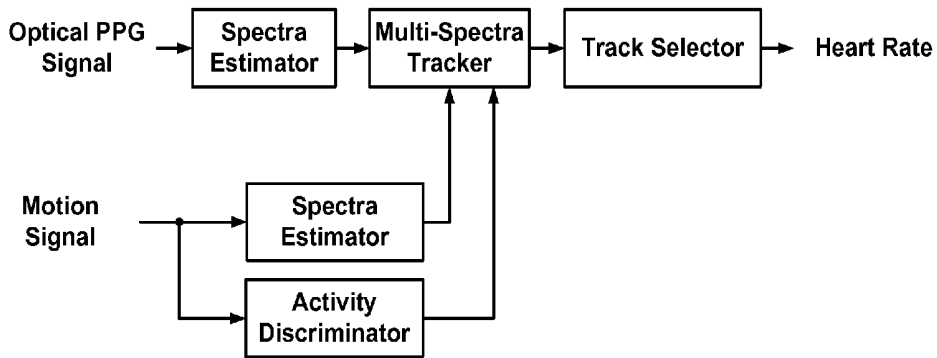 Optical PPG
Signal
Spectra
Estimator
Multi-Spectra
Tracker
Track Selector
Heart Rate
Motion
Signal
Spectra
Estimator
Activity
Discriminator